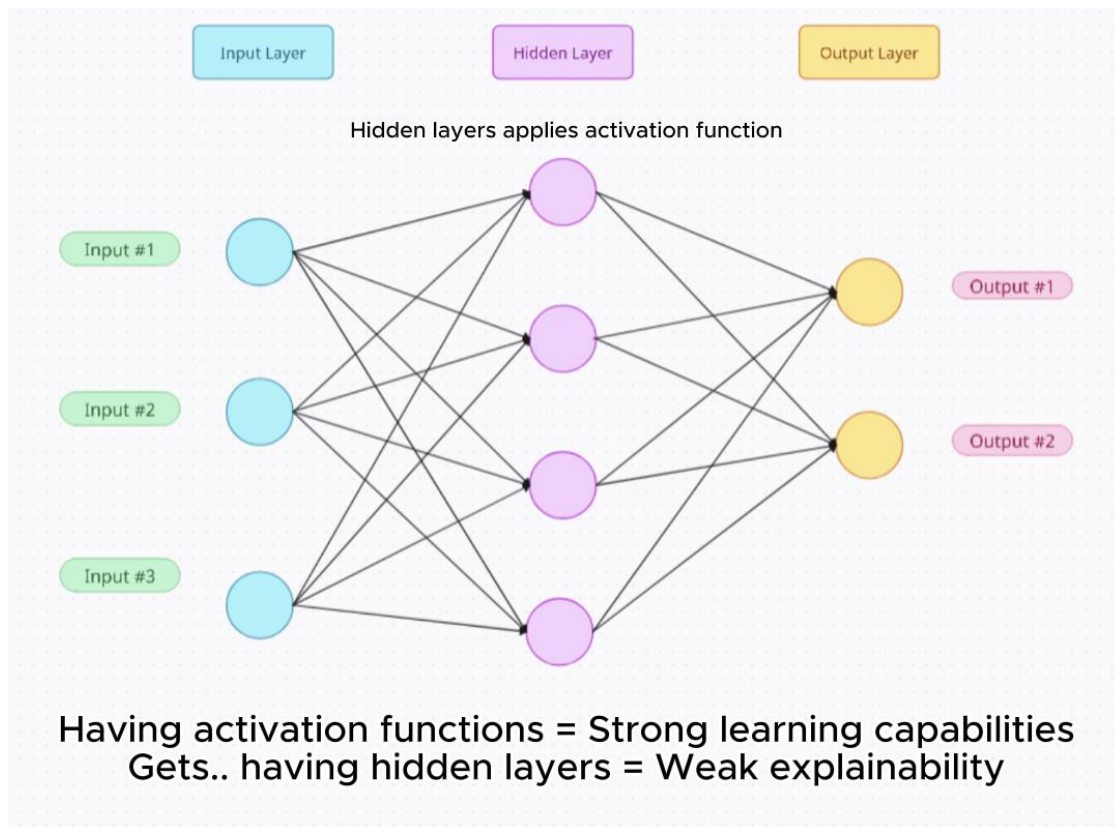 Input Layer
Hidden Layer
Output Layer
Hidden layers applies activation function
Input #1
Output #1
Input #2
Output #2
Input #3
Having activation functions = Strong learning capabilities
Gets.. having hidden layers = Weak explainability